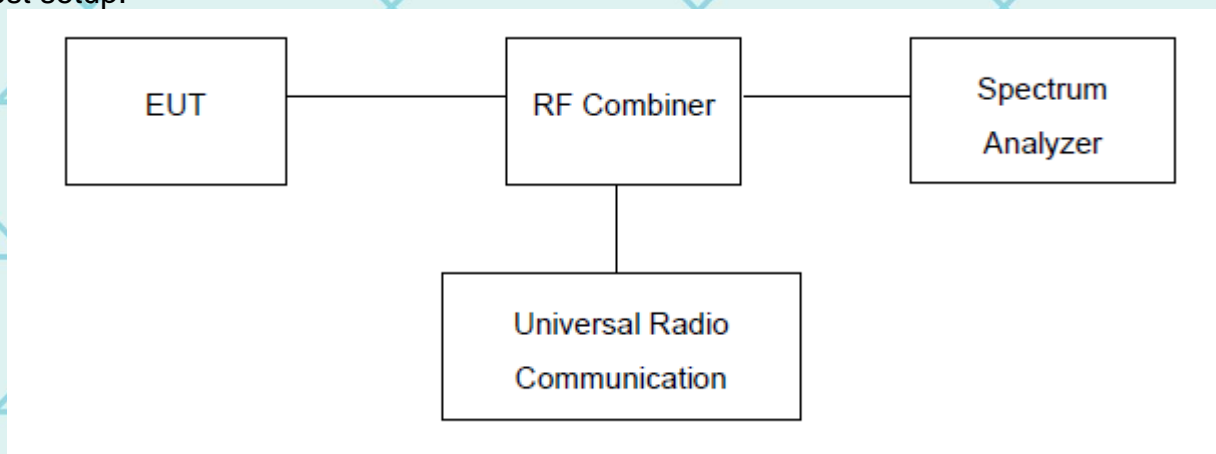 EUT
RF Combiner
Spectrum
Analyzer
Universal Radio
Communication